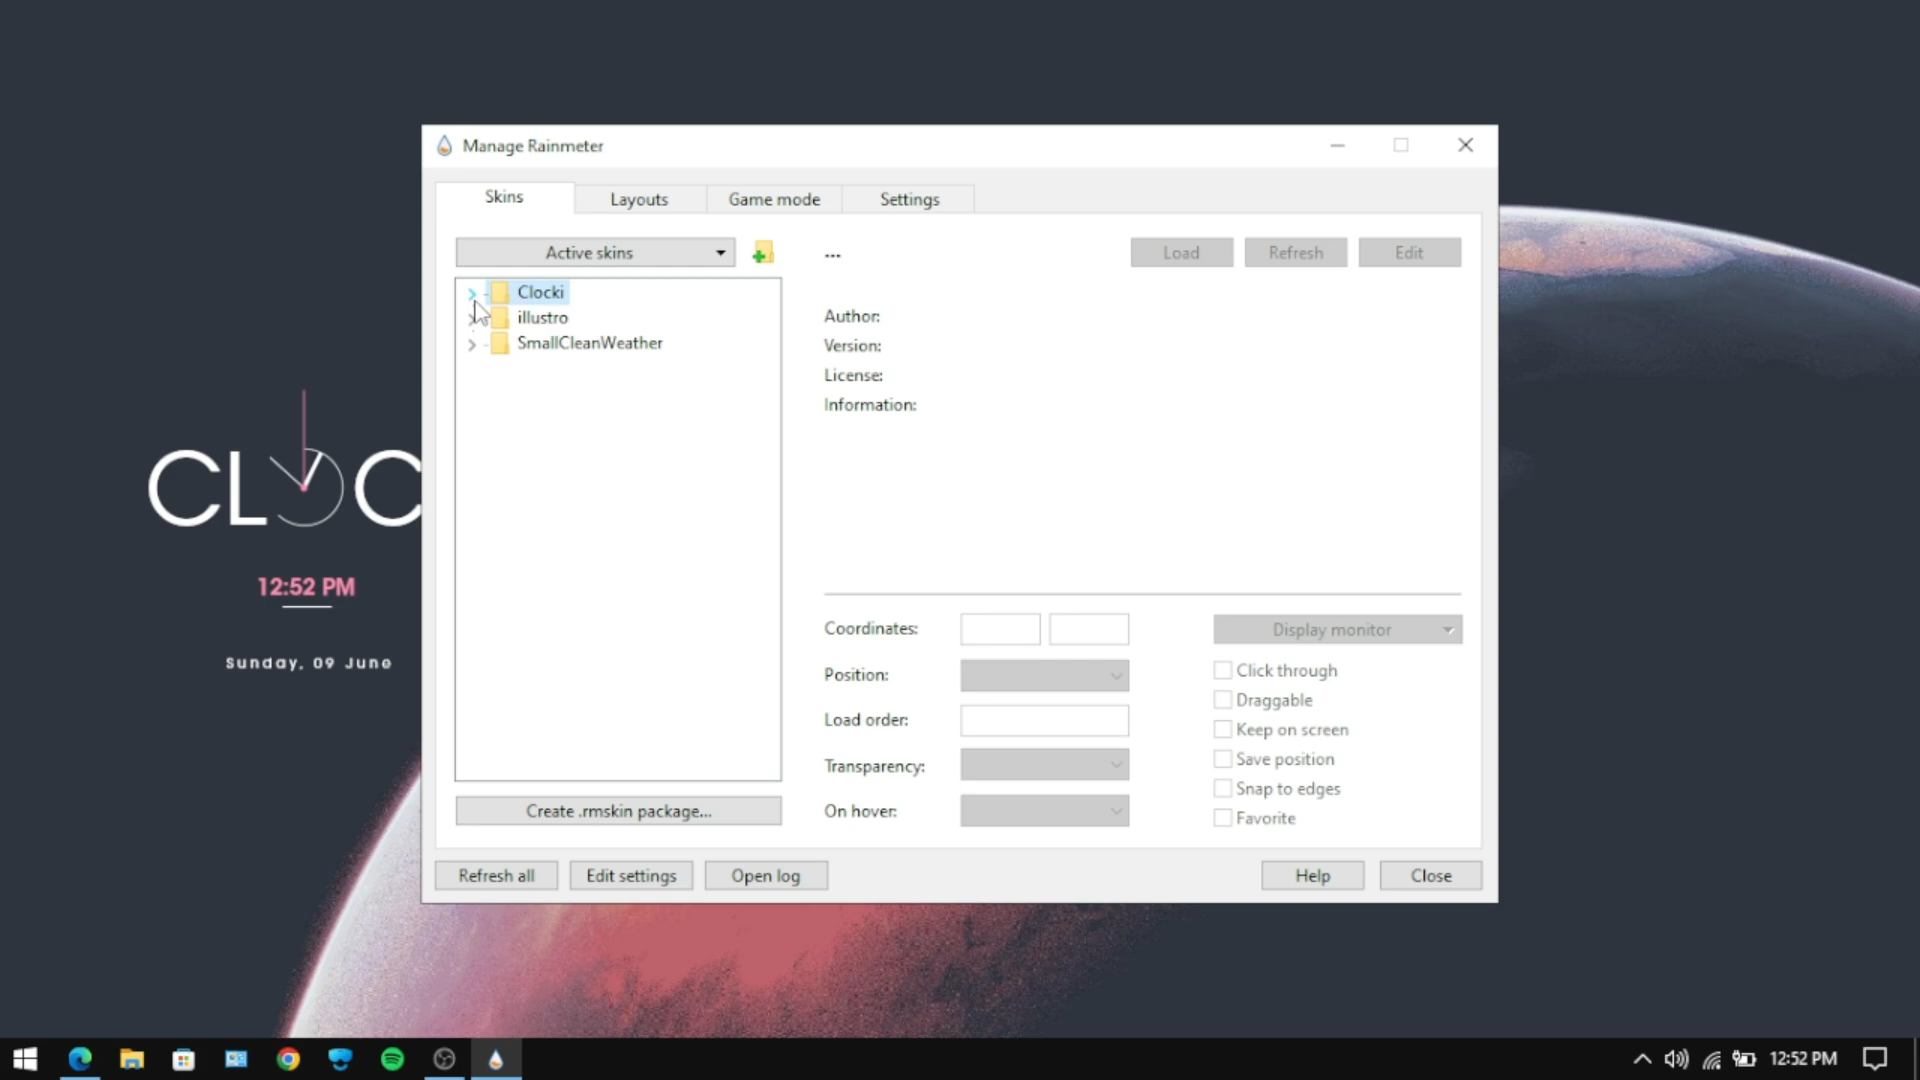 Manage Rainmeter
Skins
Layouts
Game mode
Settings
Active skins
...
Load
Refresh
Edit
Clocki
illustro
SmallCleanWeather
Author:
Version:
License:
Information:
CL C
12:52 PM
Sunday, 09 June
Coordinates:
Display monitor
Position:
Click through
Draggable
Load order:
Keep on screen
Transparency:
Save position
Snap to edges
On hover:
Favorite
Create .rmskin package...
Refresh all
Edit settings
Open log
Help
Close
12:52 PM